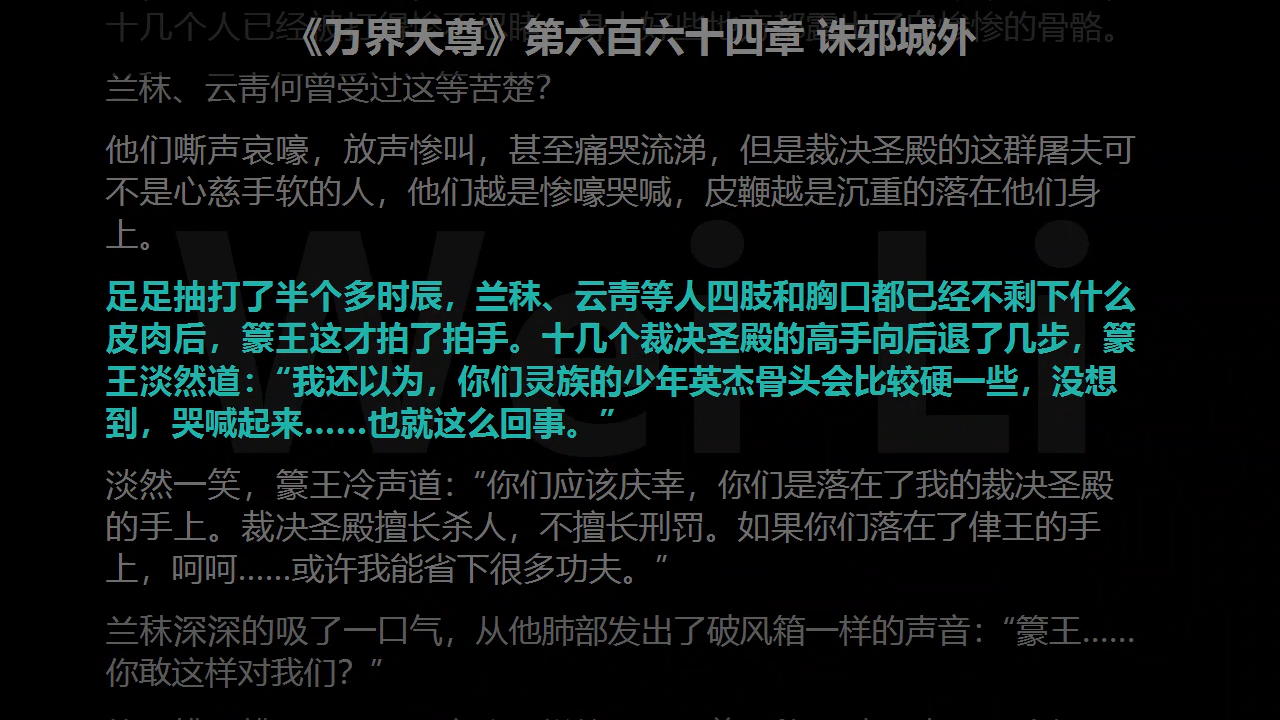 《万界天尊》第六百六十四章 诛邪城外
兰秣、云靑何曾受过这等苦楚？
他们嘶声哀嚎，放声惨叫，甚至痛哭流涕，但是裁决圣殿的这群屠夫可
不是心慈手软的人，他们越是惨嚎哭喊，皮鞭越是沉重的落在他们身
上。
足足抽打了半个多时辰，兰秣、云靑等人四肢和胸口都已经不剩下什么
皮肉后，篆王这才拍了拍手。十几个裁决圣殿的高手向后退了几步，篆
王淡然道：“我还以为，你们灵族的少年英杰骨头会比较硬一些，没想
到，哭喊起来……也就这么回事。”
淡然一笑，籇王冷声道：“你们应该庆幸，你们是落在了我的裁决圣殿
的手上。裁决圣殿擅长杀人，不擅长刑罚。如果你们落在了侓王的手
上，呵呵……或许我能省下很多功夫。”
兰秣深深的吸了一口气，从他肺部发出了破风箱一样的声音：“籇王……
你敢这样对我们？”
Wei Li